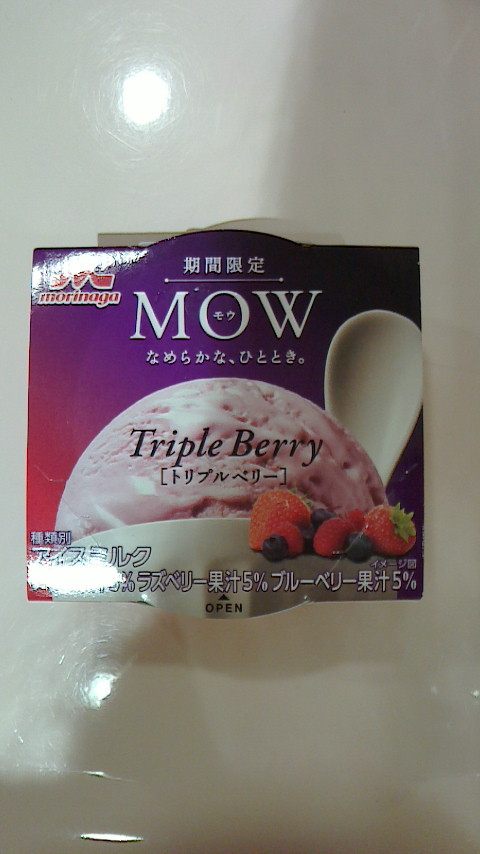 期間限定
morinaga
MOW
モウ
なめらかな、ひととき。
Triple Berry
[トリプルベリー]
種類別
アイスミルク
イメージ図
5% ラズベリー果汁5% ブルーベリー果汁5%
OPEN